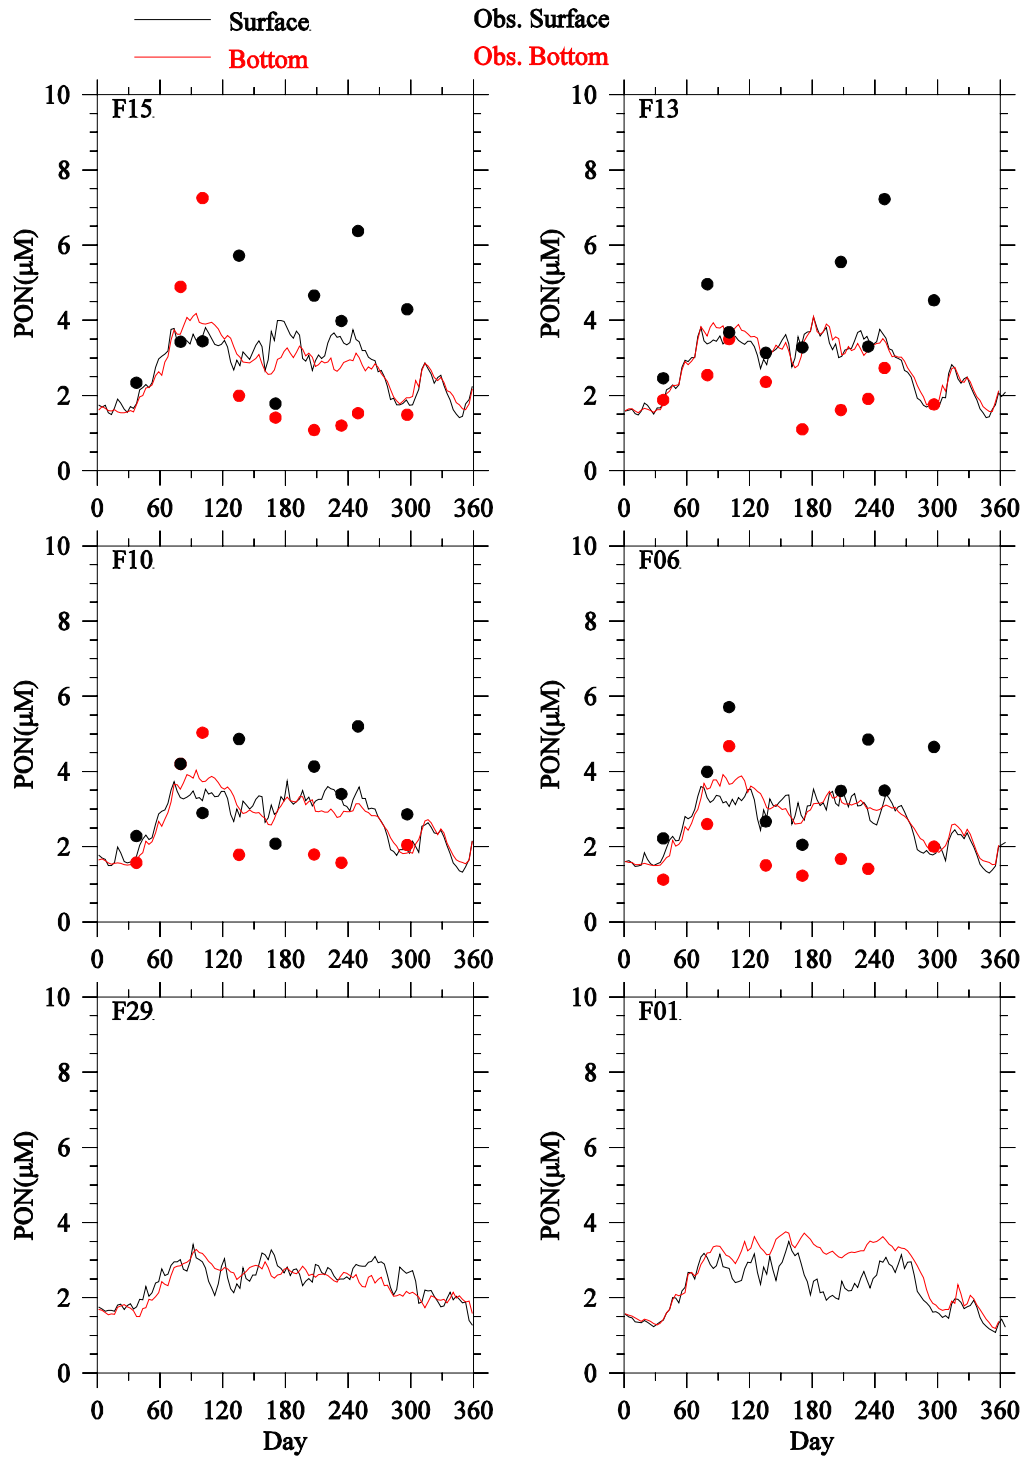 Surface Obs. Surface
Bottom Obs. Bottom
F15 F13
10 8 6 4 2 0 10 8 6 4 2 0
PON(μM) PON(μM)
0 60 120 180 240 300 360 0 60 120 180 240 300 360
F10 F06
10 8 6 4 2 0 10 8 6 4 2 0
PON(μM) PON(μM)
0 60 120 180 240 300 360 0 60 120 180 240 300 360
F29 F01
10 8 6 4 2 0 10 8 6 4 2 0
PON(μM) PON(μM)
0 60 120 180 240 300 360 0 60 120 180 240 300 360
Day Day